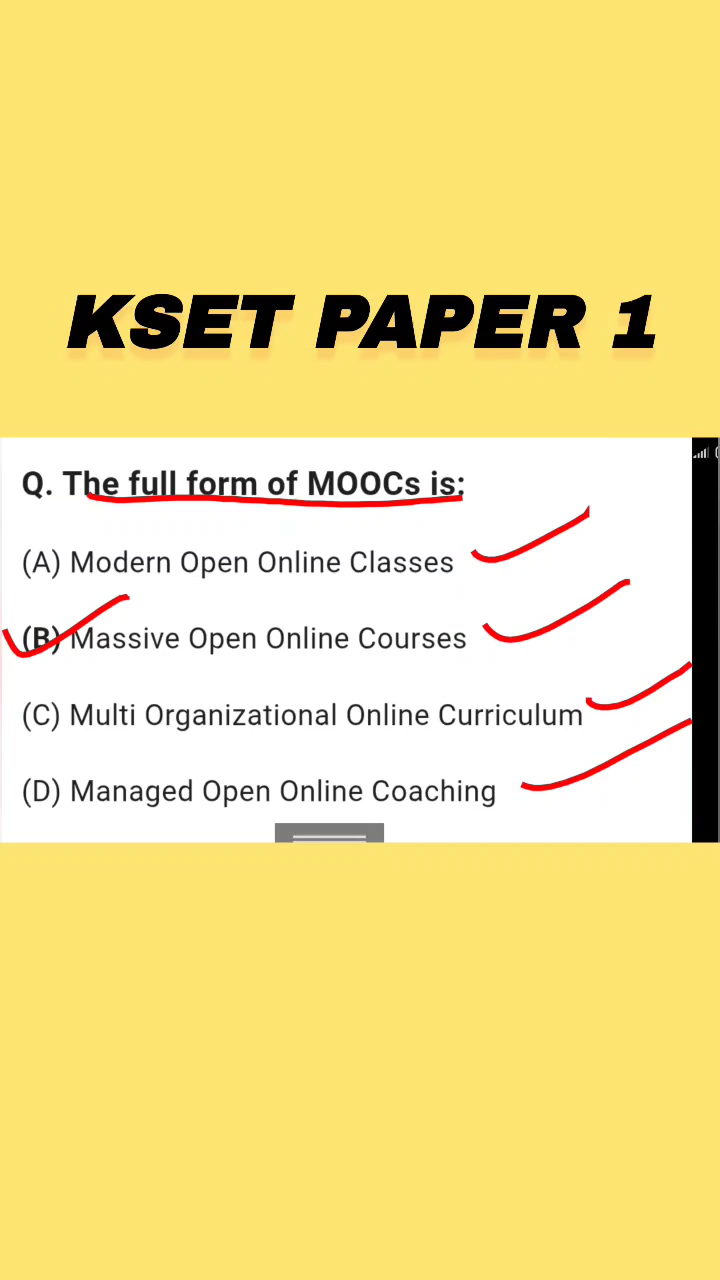 KSET PAPER 1
Q. The full form of MOOCs is:
(A) Modern Open Online Classes
(B) Massive Open Online Courses
(C) Multi Organizational Online Curriculum
(D) Managed Open Online Coaching